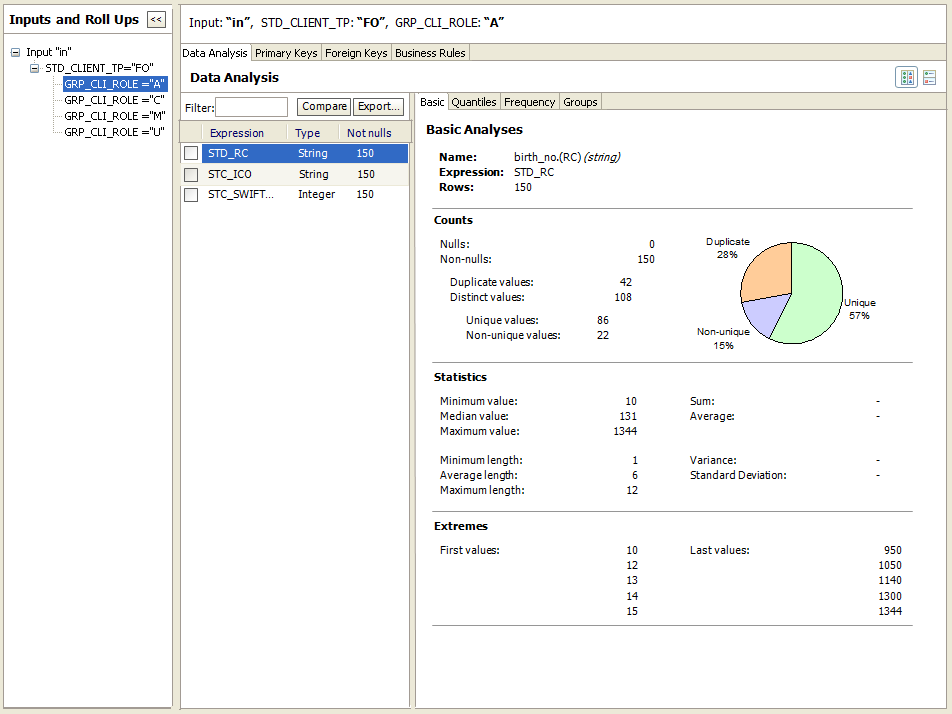 Inputs and Roll Ups <<
Input "in"
STD_CLIENT_TP="FO"
GRP_CLI_ROLE ="A"
GRP_CLI_ROLE ="C"
GRP_CLI_ROLE ="M"
GRP_CLI_ROLE ="U"
Input: “in”, STD_CLIENT_TP: “FO”, GRP_CLI_ROLE: “A”
Data Analysis Primary Keys Foreign Keys Business Rules
Data Analysis
Filter: Compare Export...
Expression Type Not nulls
STD_RC String 150
STC_ICO String 150
STC_SWIFT... Integer 150
Basic Quantiles Frequency Groups
Basic Analyses
Name: birth_no.(RC) (string)
Expression: STD_RC
Rows: 150
Counts
Nulls: 0
Non-nulls: 150
Duplicate values: 42
Distinct values: 108
Unique values: 86
Non-unique values: 22
Duplicate
28%
Unique
57%
Non-unique
15%
Statistics
Minimum value: 10 Sum: -
Median value: 131 Average: -
Maximum value: 1344
Minimum length: 1 Variance: -
Average length: 6 Standard Deviation: -
Maximum length: 12
Extremes
First values: 10 Last values: 950
12 1050
13 1140
14 1300
15 1344